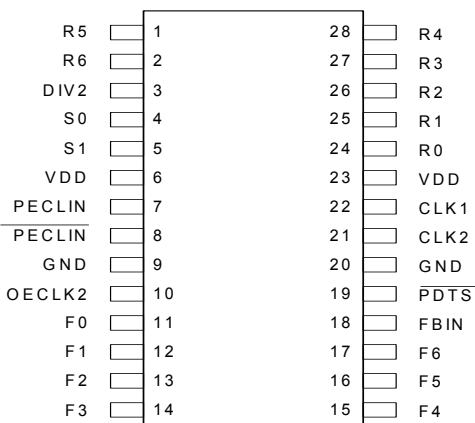 R5 1 28 R4
R6 2 27 R3
DIV2 3 26 R2
S0 4 25 R1
S1 5 24 R0
VDD 6 23 VDD
PECLIN 7 22 CLK1
PECLIN 8 21 CLK2
GND 9 20 GND
OECLK2 10 19 PDTS
F0 11 18 FBIN
F1 12 17 F6
F2 13 16 F5
F3 14 15 F4